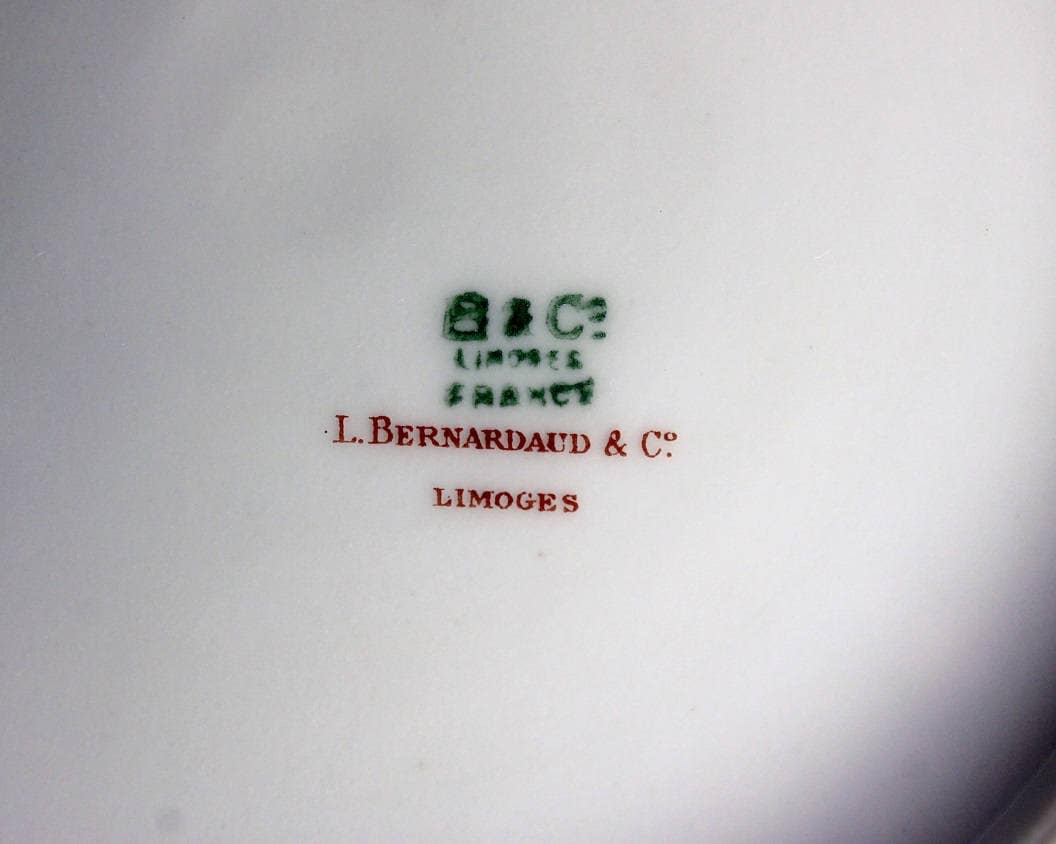 B & Cº
LIMOGES
FRANCE
L. BERNARDAUD & Cº
LIMOGES